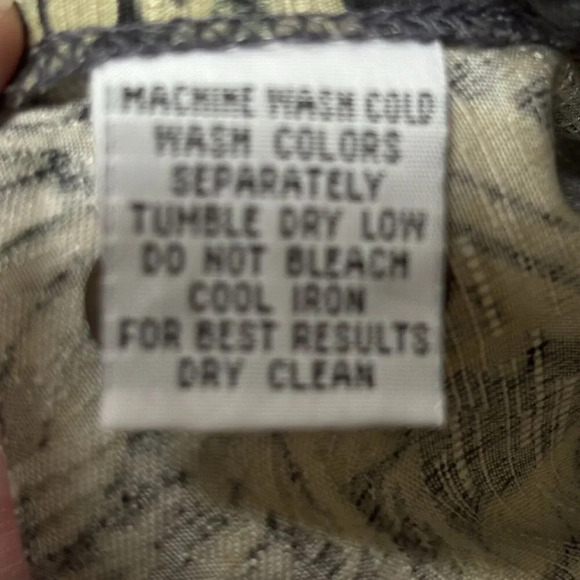 MACHINE WASH COLD
WASH COLORS
SEPARATELY
TUMBLE DRY LOW
DO NOT BLEACH
COOL IRON
FOR BEST RESULTS
DRY CLEAN